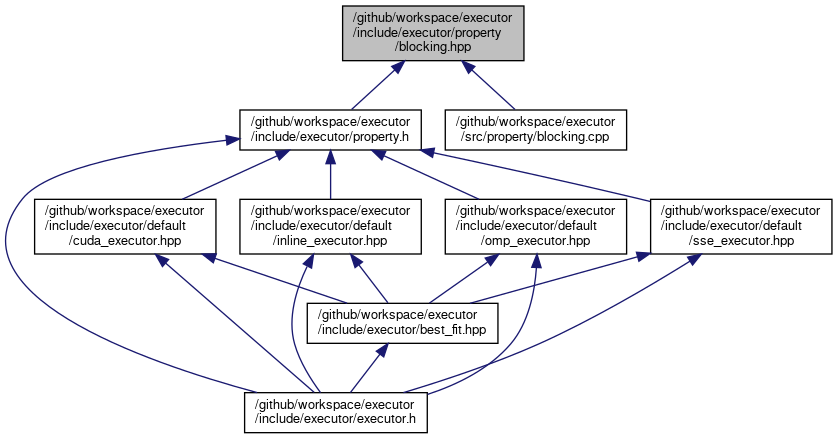 /github/workspace/executor
/include/executor/property
/blocking.hpp
/github/workspace/executor
/include/executor/property.h
/github/workspace/executor
/src/property/blocking.cpp
/github/workspace/executor
/include/executor/default
/cuda_executor.hpp
/github/workspace/executor
/include/executor/default
/inline_executor.hpp
/github/workspace/executor
/include/executor/default
/omp_executor.hpp
/github/workspace/executor
/include/executor/default
/sse_executor.hpp
/github/workspace/executor
/include/executor/best_fit.hpp
/github/workspace/executor
/include/executor/executor.h